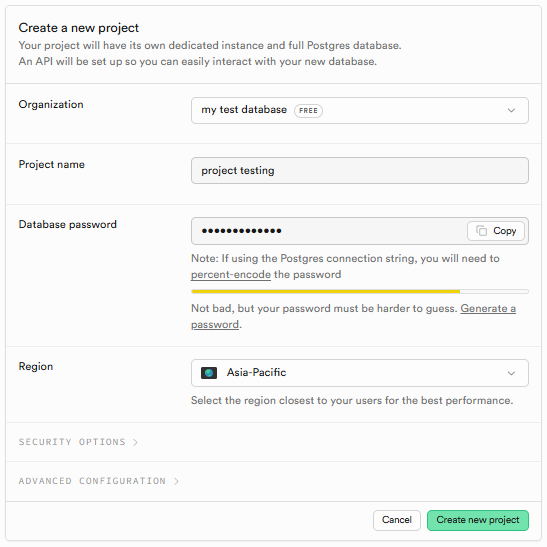 Create a new project
Your project will have its own dedicated instance and full Postgres database.
An API will be set up so you can easily interact with your new database.
Organization
my test database FREE
Project name
project testing
Database password
•••••••••••••
Copy
Note: If using the Postgres connection string, you will need to
percent-encode the password
Not bad, but your password must be harder to guess. Generate a
password.
Region
Asia-Pacific
Select the region closest to your users for the best performance.
SECURITY OPTIONS
ADVANCED CONFIGURATION
Cancel
Create new project